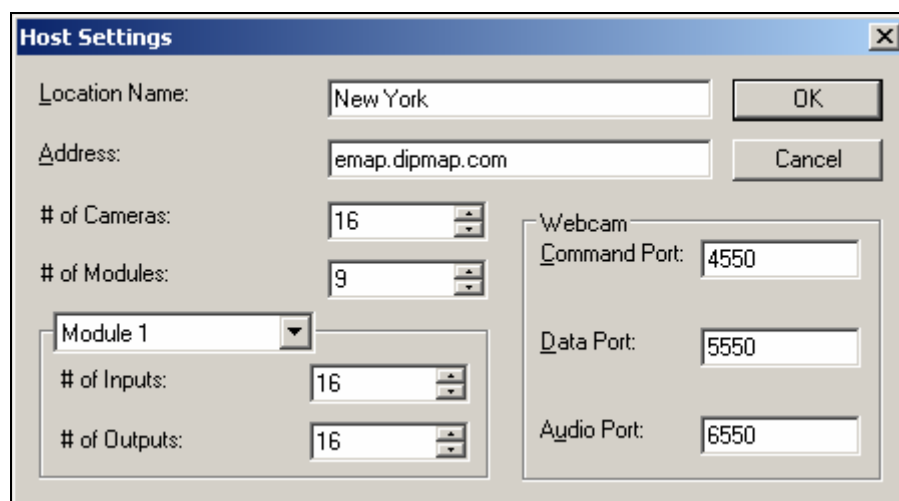 Host Settings
Location Name: New York OK
Address: emap.dipmap.com Cancel
# of Cameras: 16
# of Modules: 9
Module 1
# of Inputs: 16
# of Outputs: 16
Webcam
Command Port: 4550
Data Port: 5550
Audio Port: 6550